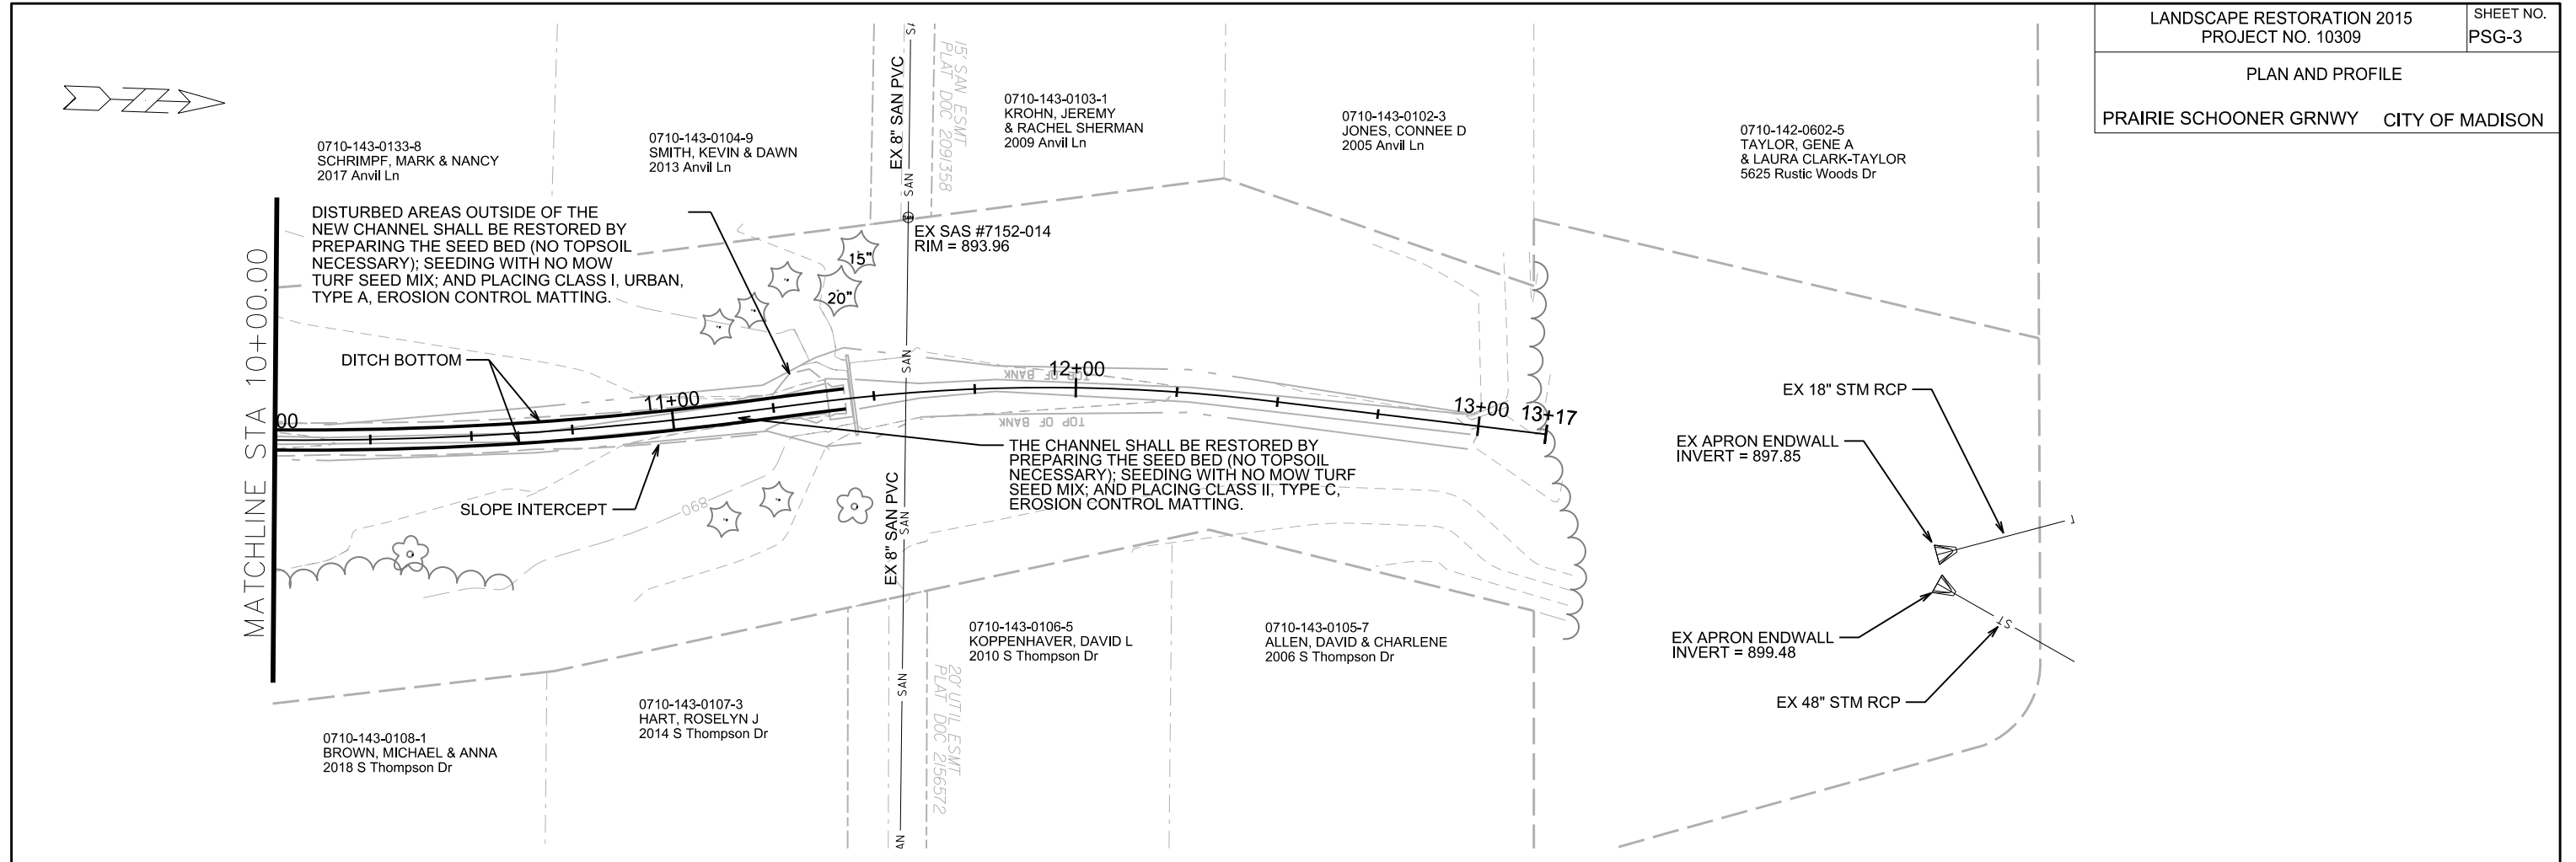 LANDSCAPE RESTORATION 2015
PROJECT NO. 10309
SHEET NO.
PSG-3
PLAN AND PROFILE
PRAIRIE SCHOONER GRNWY CITY OF MADISON
0710-143-0133-8
SCHRIMPF, MARK & NANCY
2017 Anvil Ln
0710-143-0104-9
SMITH, KEVIN & DAWN
2013 Anvil Ln
EX 8" SAN PVC
SAN
15' SAN ESMT
PLAT DOC 2091358
0710-143-0103-1
KROHN, JEREMY
& RACHEL SHERMAN
2009 Anvil Ln
0710-143-0102-3
JONES, CONNEE D
2005 Anvil Ln
0710-142-0602-5
TAYLOR, GENE A
& LAURA CLARK-TAYLOR
5625 Rustic Woods Dr
DISTURBED AREAS OUTSIDE OF THE
NEW CHANNEL SHALL BE RESTORED BY
PREPARING THE SEED BED (NO TOPSOIL
NECESSARY); SEEDING WITH NO MOW
TURF SEED MIX; AND PLACING CLASS I, URBAN,
TYPE A, EROSION CONTROL MATTING.
EX SAS #7152-014
RIM = 893.96
15"
20"
MATCHLINE STA 10+00.00
DITCH BOTTOM
SAN
TOP OF BANK
12+00
00
11+00
13+00
13+17
TOP OF BANK
EX 18" STM RCP
EX APRON ENDWALL
INVERT = 897.85
THE CHANNEL SHALL BE RESTORED BY
PREPARING THE SEED BED (NO TOPSOIL
NECESSARY); SEEDING WITH NO MOW TURF
SEED MIX; AND PLACING CLASS II, TYPE C,
EROSION CONTROL MATTING.
SLOPE INTERCEPT
890
EX 8" SAN PVC
SAN
0710-143-0106-5
KOPPENHAVER, DAVID L
2010 S Thompson Dr
0710-143-0105-7
ALLEN, DAVID & CHARLENE
2006 S Thompson Dr
EX APRON ENDWALL
INVERT = 899.48
ST
EX 48" STM RCP
SAN
20' UTIL ESMT
PLAT DOC 2156572
0710-143-0107-3
HART, ROSELYN J
2014 S Thompson Dr
0710-143-0108-1
BROWN, MICHAEL & ANNA
2018 S Thompson Dr